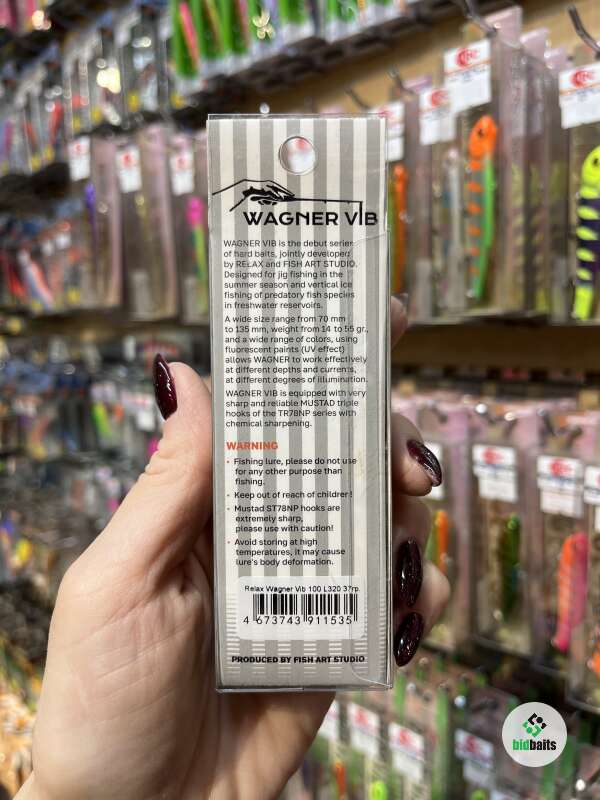 WAGNER VIB
WAGNER VIB is the debut series
of hard baits, jointly developed
by RELAX and FISH ART STUDIO.
Designed for jig fishing in the
summer season and vertical ice
fishing of predatory fish species
in freshwater reservoirs.
A wide size range from 70 mm
to 135 mm, weight from 14 to 55 gr.,
and a wide range of colors, using
fluorescent paints (UV effect)
allows WAGNER to work effectively
at different depths and currents,
at different degrees of illumination.
WAGNER VIB is equipped with very
sharp and reliable MUSTAD triple
hooks of the TR78NP series with
chemical sharpening.
WARNING
• Fishing lure, please do not use
for any other purpose than
fishing.
• Keep out of reach of children!
• Mustad ST78NP hooks are
extremely sharp,
please use with caution!
• Avoid storing at high
temperatures, it may cause
lure's body deformation.
Relax Wagner Vib 100 L320 37гр.
4 673743 911535
PRODUCED BY FISH ART STUDIO
bidbaits